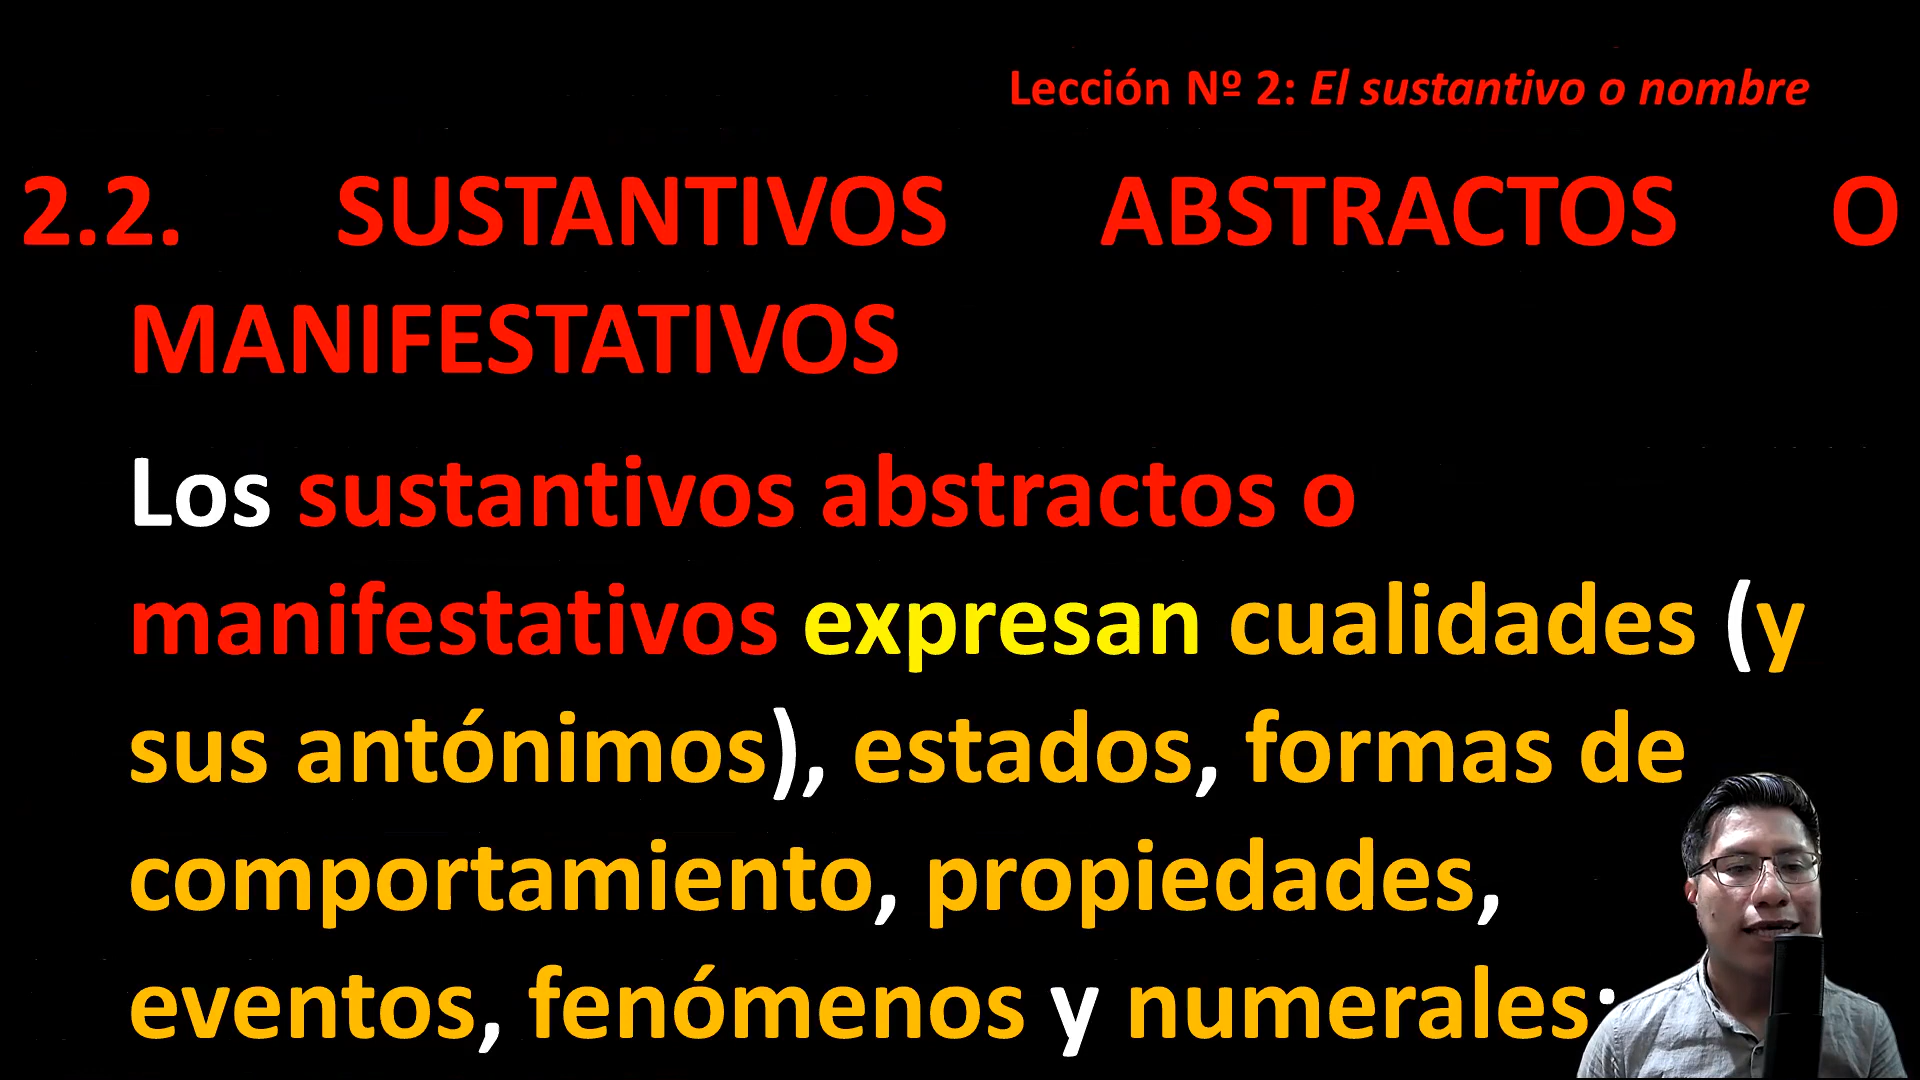 Lección Nº 2: El sustantivo o nombre
2.2. SUSTANTIVOS ABSTRACTOS O
MANIFESTATIVOS
Los sustantivos abstractos o
manifestativos expresan cualidades (y
sus antónimos), estados, formas de
comportamiento, propiedades,
eventos, fenómenos y numerales: